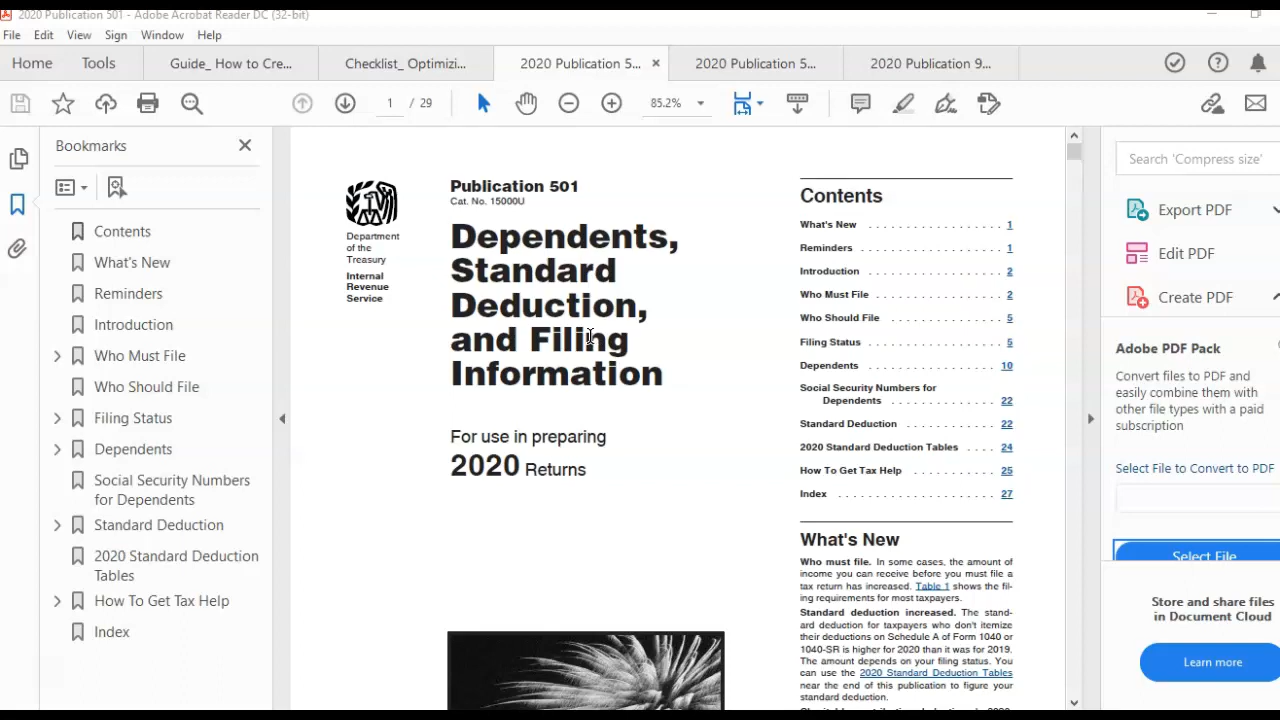 2020 Publication 501 - Adobe Acrobat Reader DC (32-bit)
File Edit View Sign Window Help
Home Tools Guide_ How to Cre... Checklist_ Optimizi... 2020 Publication 5... × 2020 Publication 5... 2020 Publication 9...
1 / 29 85.2%
Bookmarks
Contents
What's New
Reminders
Introduction
Who Must File
Who Should File
Filing Status
Dependents
Social Security Numbers
for Dependents
Standard Deduction
2020 Standard Deduction
Tables
How To Get Tax Help
Index
Department
of the
Treasury
Internal
Revenue
Service
Publication 501
Cat. No. 15000U
Dependents,
Standard
Deduction,
and Filing
Information
For use in preparing
2020 Returns
Contents
What's New . . . . . . . . . . . . . . . . . . . 1
Reminders . . . . . . . . . . . . . . . . . . . 1
Introduction . . . . . . . . . . . . . . . . . . 2
Who Must File . . . . . . . . . . . . . . . . . 2
Who Should File . . . . . . . . . . . . . . . 5
Filing Status . . . . . . . . . . . . . . . . . . 5
Dependents . . . . . . . . . . . . . . . . . . 10
Social Security Numbers for
Dependents . . . . . . . . . . . . . . . 22
Standard Deduction . . . . . . . . . . . . . 22
2020 Standard Deduction Tables . . . . 24
How To Get Tax Help . . . . . . . . . . . . 25
Index . . . . . . . . . . . . . . . . . . . . . . 27
What's New
Who must file. In some cases, the amount of
income you can receive before you must file a
tax return has increased. Table 1 shows the fil-
ing requirements for most taxpayers.
Standard deduction increased. The stand-
ard deduction for taxpayers who don't itemize
their deductions on Schedule A of Form 1040 or
1040-SR is higher for 2020 than it was for 2019.
The amount depends on your filing status. You
can use the 2020 Standard Deduction Tables
near the end of this publication to figure your
standard deduction.
Search 'Compress size'
Export PDF
Edit PDF
Create PDF
Adobe PDF Pack
Convert files to PDF and
easily combine them with
other file types with a paid
subscription
Select File to Convert to PDF
Select File
Store and share files
in Document Cloud
Learn more